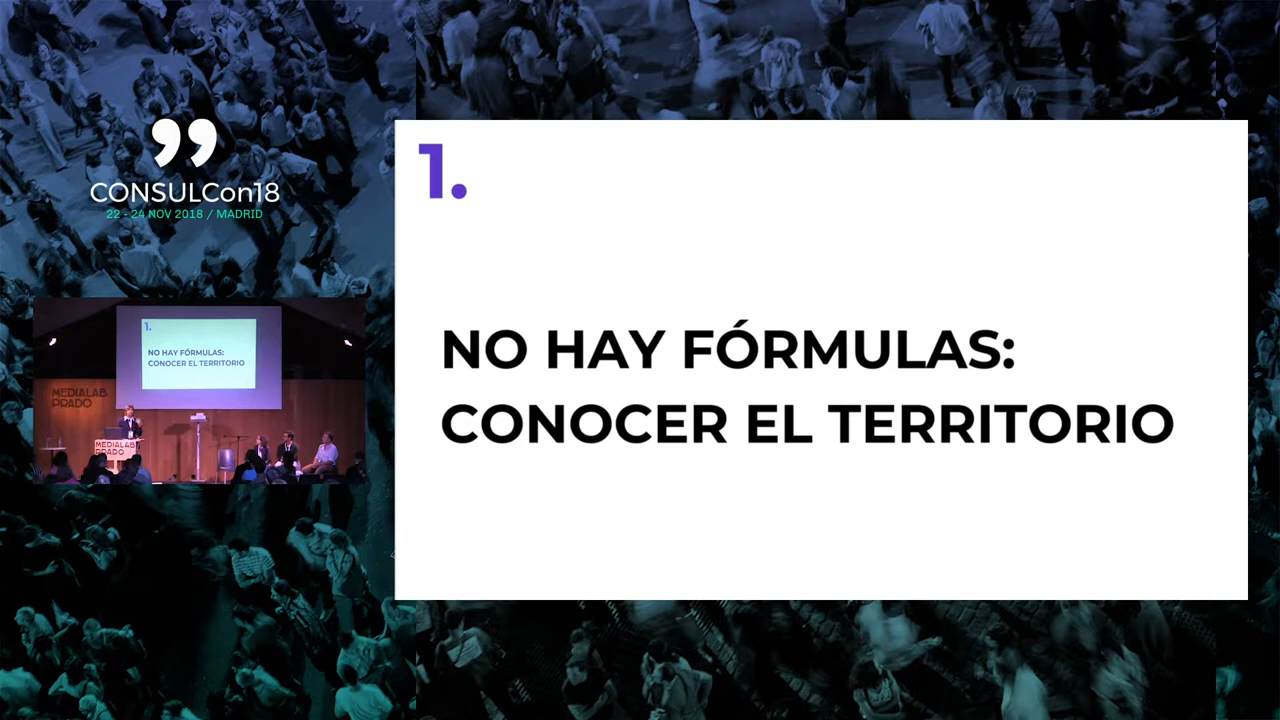 CONSULCon18
22 - 24 NOV 2018 / MADRID
1.
NO HAY FÓRMULAS:
CONOCER EL TERRITORIO
1.
NO HAY FÓRMULAS:
CONOCER EL TERRITORIO
MEDIALAB
PRADO
MEDIALAB
PRADO